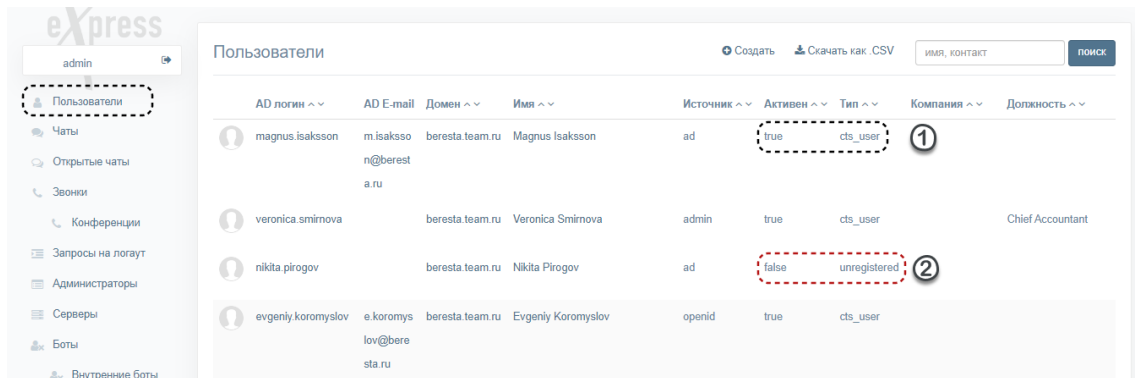 eXpress
admin
Пользователи
Чаты
Открытые чаты
Звонки
Конференции
Запросы на логаут
Администраторы
Серверы
Боты
Внутренние боты
Пользователи
Создать Скачать как .CSV имя, контакт поиск
AD логин AD E-mail Домен Имя Источник Активен Тип Компания Должность
magnus.isaksson m.isaksso beresta.team.ru Magnus Isaksson ad true cts_user 1
n@berest
a.ru
veronica.smirnova beresta.team.ru Veronica Smirnova admin true cts_user Chief Accountant
nikita.pirogov beresta.team.ru Nikita Pirogov ad false unregistered 2
evgeniy.koromyslov e.koromys beresta.team.ru Evgeniy Koromyslov openid true cts_user
lov@bere
sta.ru